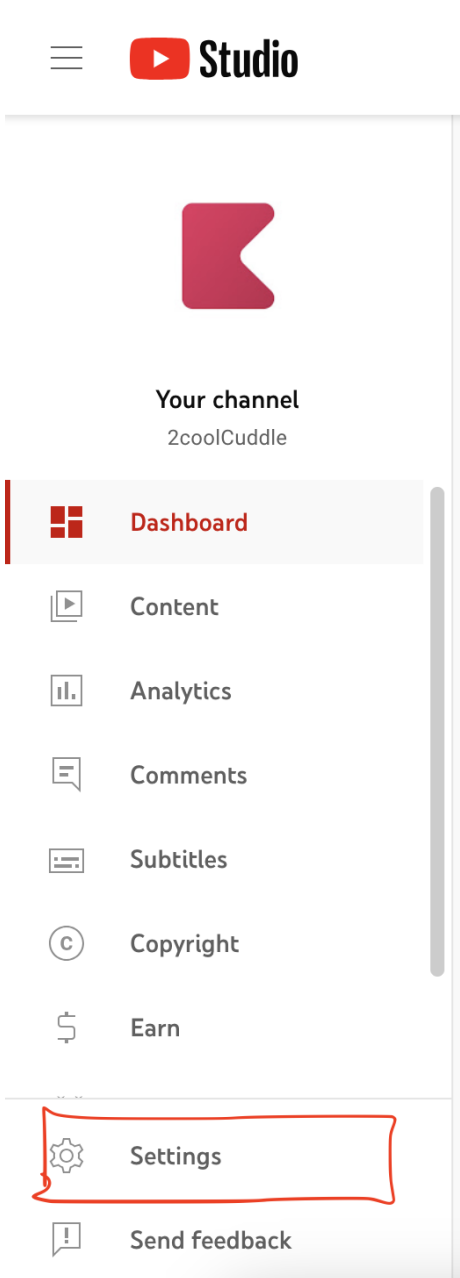 Studio
Your channel
2coolCuddle
Dashboard
Content
Analytics
Comments
Subtitles
Copyright
Earn
Settings
Send feedback